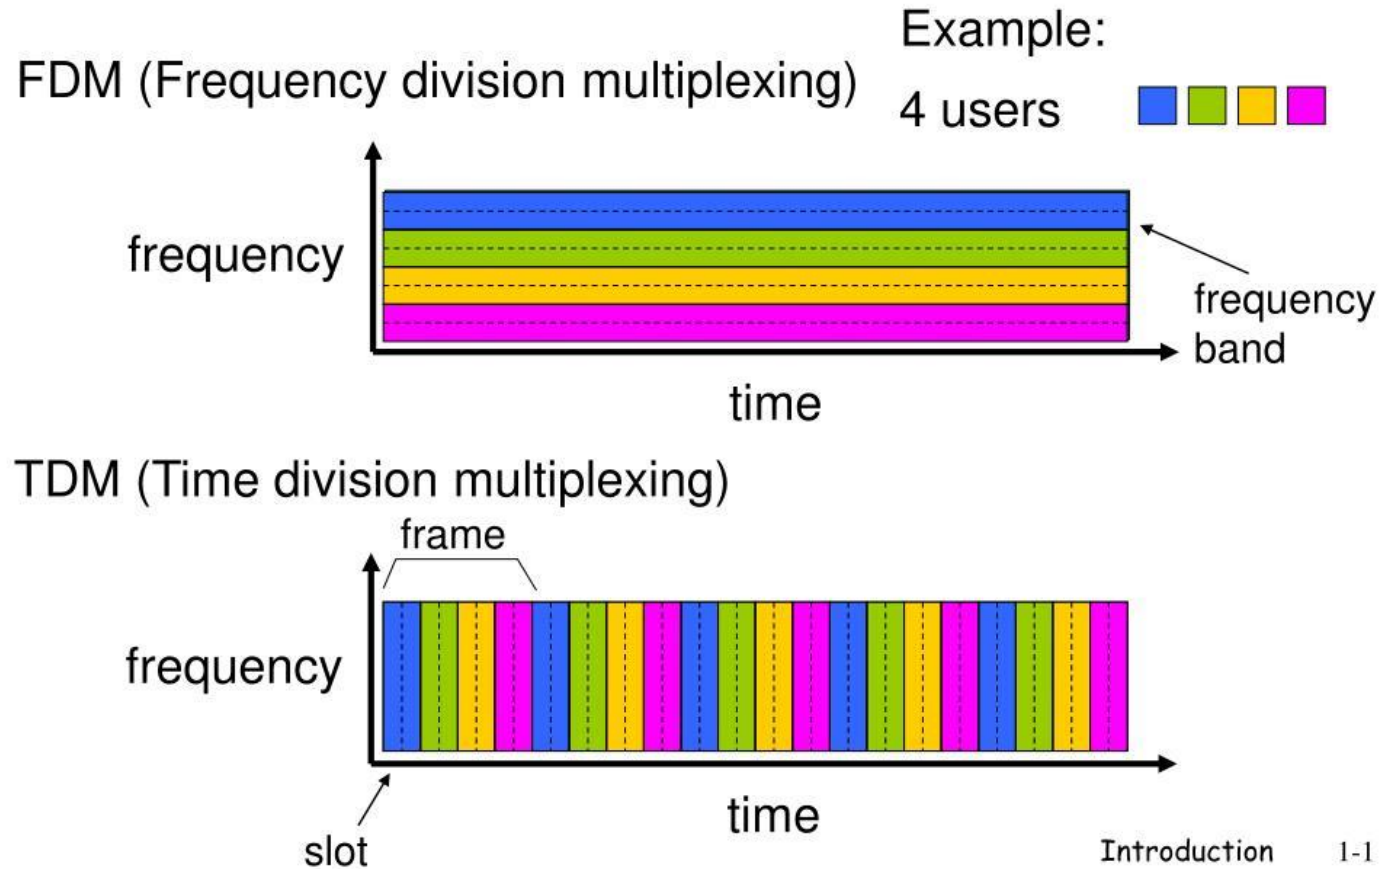 Example:
FDM (Frequency division multiplexing)
4 users
frequency
frequency
band
time
TDM (Time division multiplexing)
frame
frequency
time
slot
Introduction 1-1